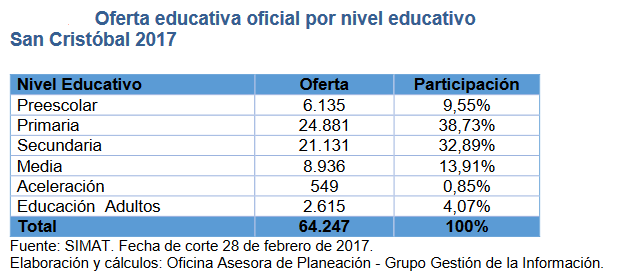 Oferta educativa oficial por nivel educativo
San Cristóbal 2017
Nivel Educativo Oferta Participación
Preescolar 6.135 9,55%
Primaria 24.881 38,73%
Secundaria 21.131 32,89%
Media 8.936 13,91%
Aceleración 549 0,85%
Educación Adultos 2.615 4,07%
Total 64.247 100%
Fuente: SIMAT. Fecha de corte 28 de febrero de 2017.
Elaboración y cálculos: Oficina Asesora de Planeación - Grupo Gestión de la Información.